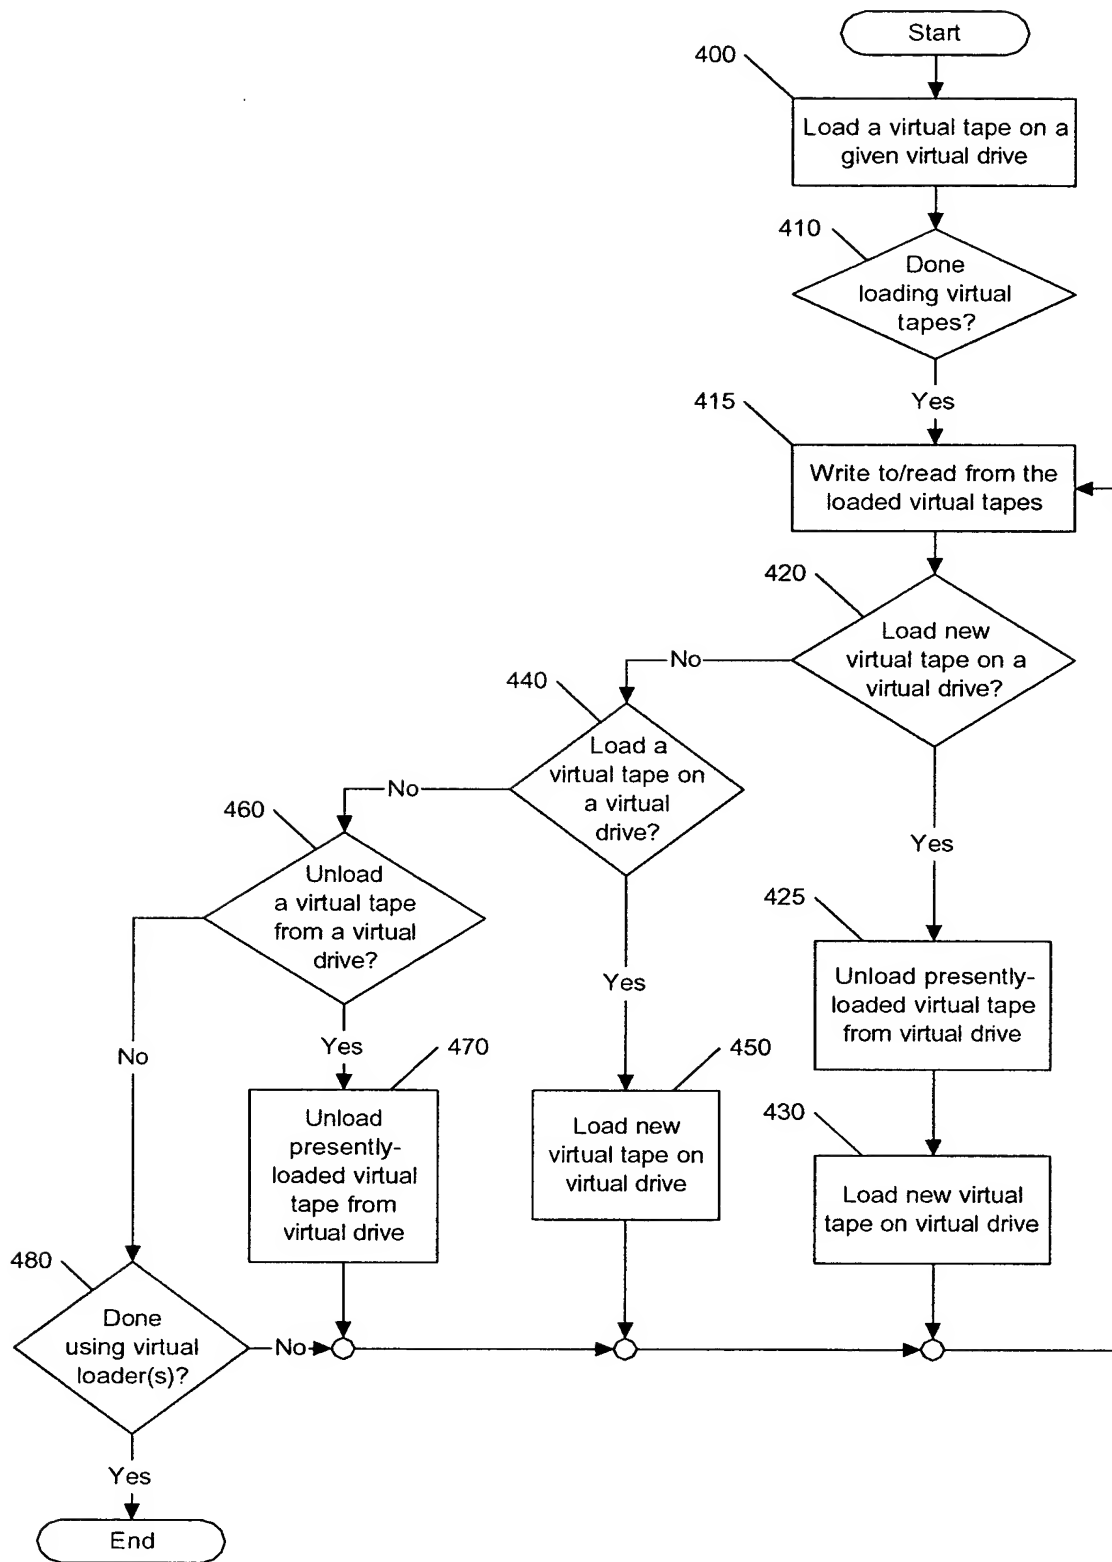 Start
400
Load a virtual tape on a
given virtual drive
410
Done
loading virtual
tapes?
Yes
415
Write to/read from the
loaded virtual tapes
420
Load new
virtual tape on a
virtual drive?
No
440
Load a
virtual tape on
a virtual
drive?
No
460
Unload
a virtual tape
from a virtual
drive?
Yes
425
Unload presently-
loaded virtual tape
from virtual drive
Yes
450
Load new
virtual tape on
virtual drive
430
Load new virtual
tape on virtual drive
Yes
470
Unload
presently-
loaded virtual
tape from
virtual drive
No
480
Done
using virtual
loader(s)?
No
Yes
End